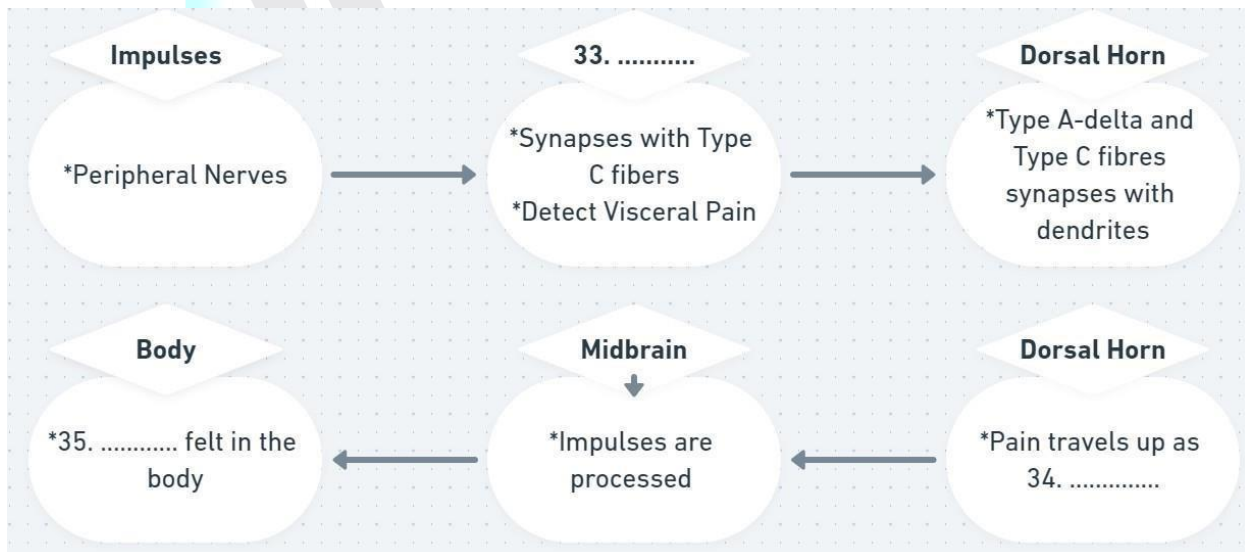 Impulses
*Peripheral Nerves
33. ...........
*Synapses with Type
C fibers
*Detect Visceral Pain
Dorsal Horn
*Type A-delta and
Type C fibres
synapses with
dendrites
Body
*35. ............ felt in the
body
Midbrain
*Impulses are
processed
Dorsal Horn
*Pain travels up as
34. ..............